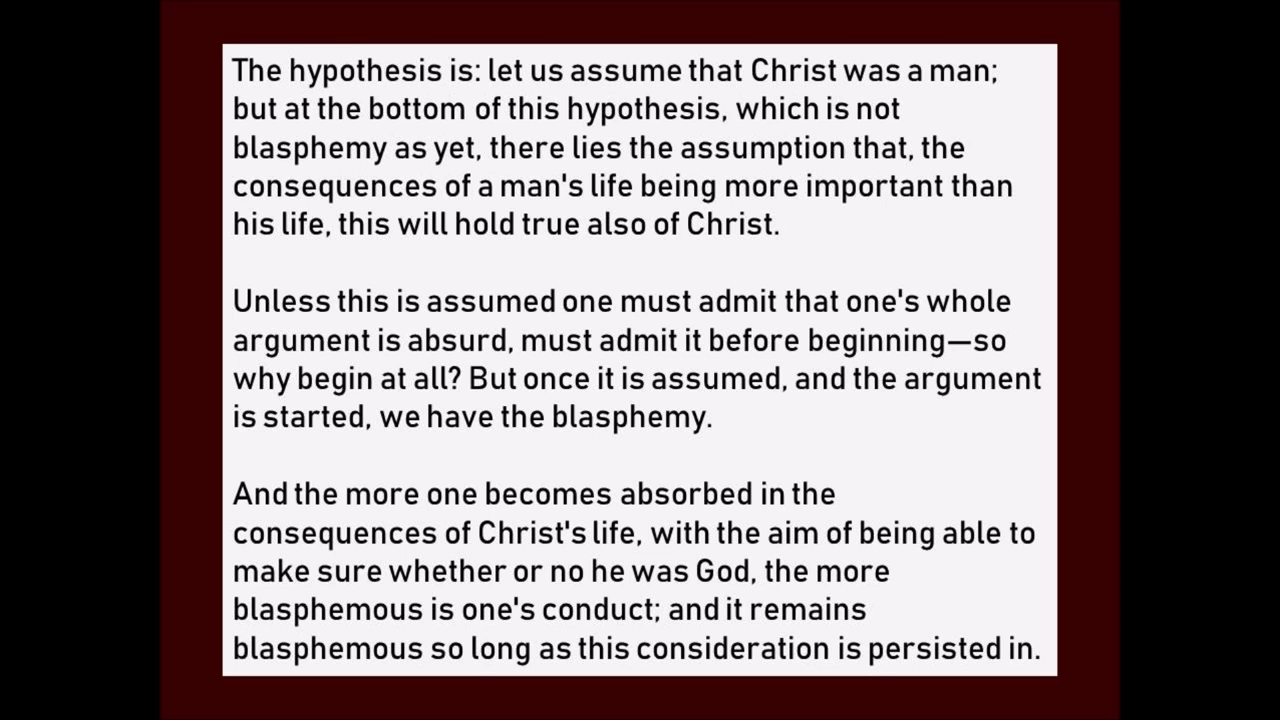 The hypothesis is: let us assume that Christ was a man;
but at the bottom of this hypothesis, which is not
blasphemy as yet, there lies the assumption that, the
consequences of a man's life being more important than
his life, this will hold true also of Christ.
Unless this is assumed one must admit that one's whole
argument is absurd, must admit it before beginning—so
why begin at all? But once it is assumed, and the argument
is started, we have the blasphemy.
And the more one becomes absorbed in the
consequences of Christ's life, with the aim of being able to
make sure whether or no he was God, the more
blasphemous is one's conduct; and it remains
blasphemous so long as this consideration is persisted in.